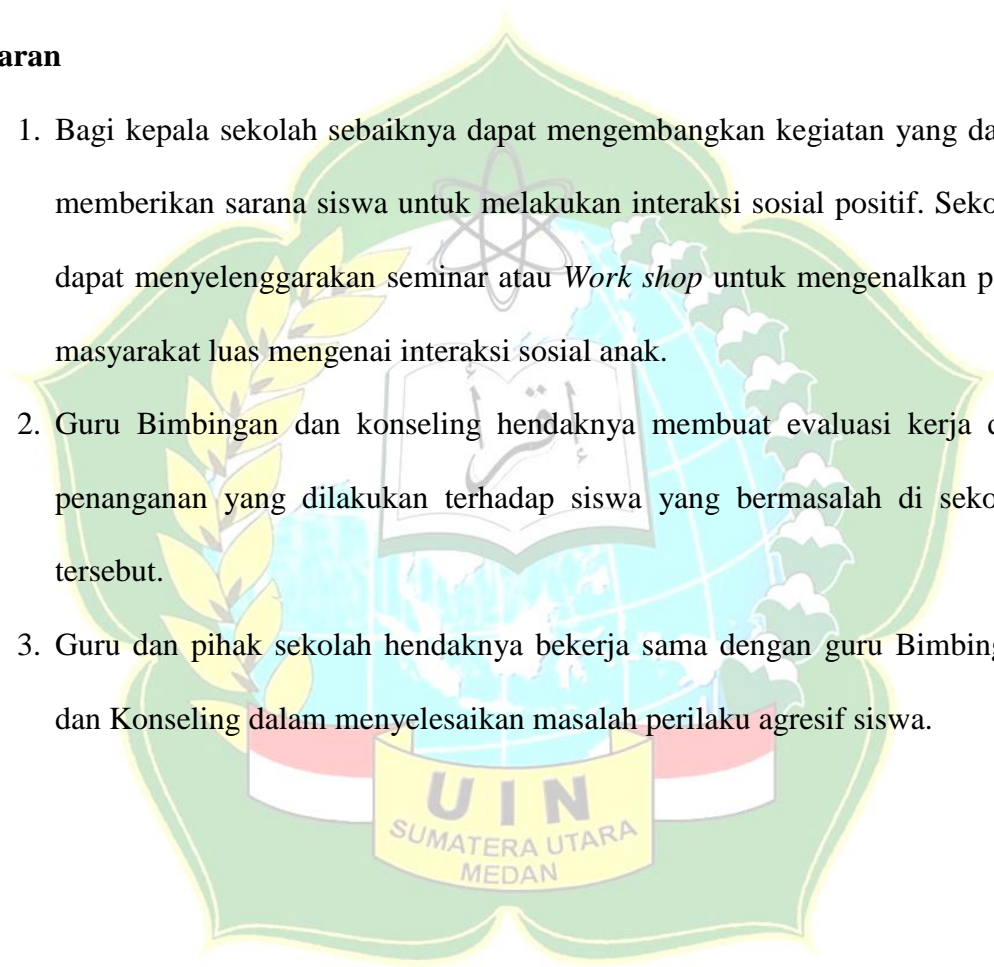 aran
1. Bagi kepala sekolah sebaiknya dapat mengembangkan kegiatan yang da
memberikan sarana siswa untuk melakukan interaksi sosial positif. Seko
dapat menyelenggarakan seminar atau Work shop untuk mengenalkan p
masyarakat luas mengenai interaksi sosial anak.
2. Guru Bimbingan dan konseling hendaknya membuat evaluasi kerja d
penanganan yang dilakukan terhadap siswa yang bermasalah di seko
tersebut.
3. Guru dan pihak sekolah hendaknya bekerja sama dengan guru Bimbing
dan Konseling dalam menyelesaikan masalah perilaku agresif siswa.
إقرأ
UIN
SUMATERA UTARA
MEDAN